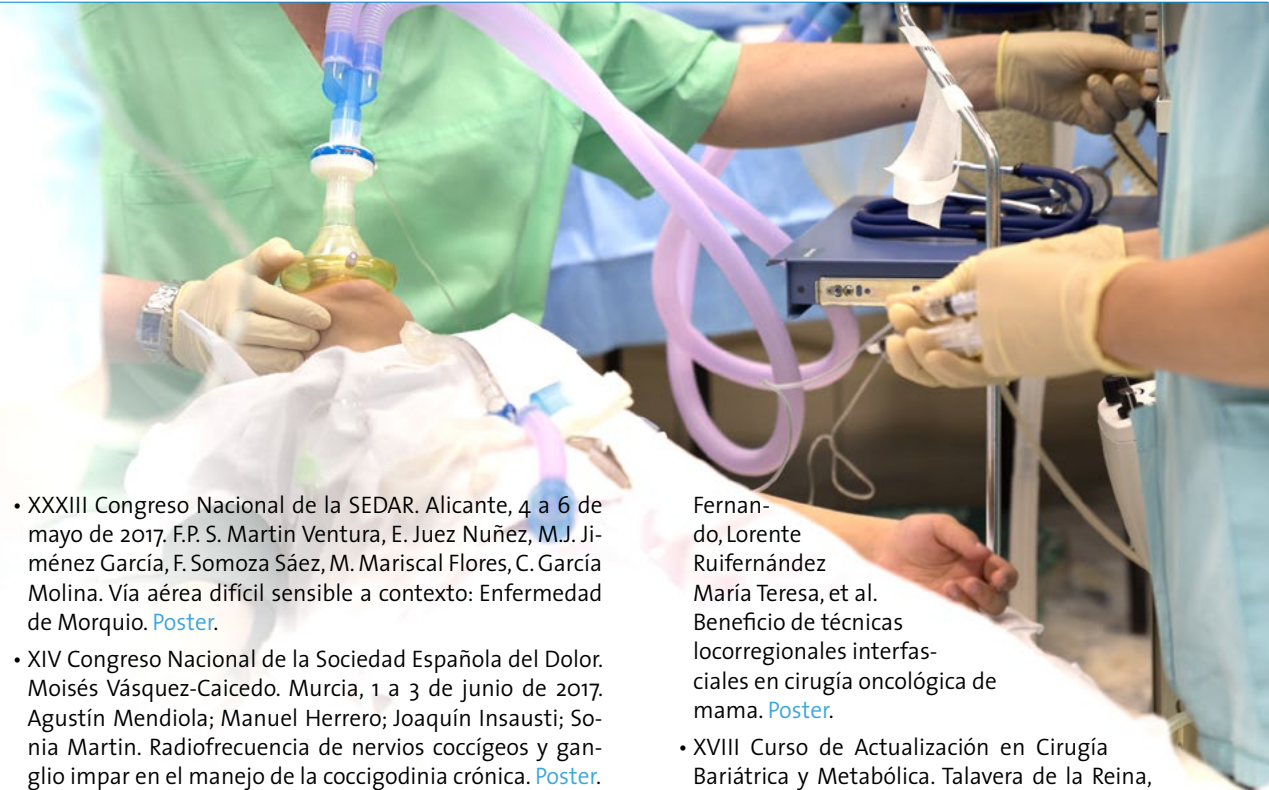 • XXXIII Congreso Nacional de la SEDAR. Alicante, 4 a 6 de
mayo de 2017. F.P. S. Martin Ventura, E. Juez Nuñez, M.J. Ji-
ménez García, F. Somoza Sáez, M. Mariscal Flores, C. García
Molina. Vía aérea difícil sensible a contexto: Enfermedad
de Morquio. Poster.
• XIV Congreso Nacional de la Sociedad Española del Dolor.
Moisés Vásquez-Caicedo. Murcia, 1 a 3 de junio de 2017.
Agustín Mendiola; Manuel Herrero; Joaquín Insausti; So-
nia Martin. Radiofrecuencia de nervios coccígeos y gan-
glio impar en el manejo de la coccigodinia crónica. Poster.
Fernan-
do, Lorente
Ruifernández
María Teresa, et al.
Beneficio de técnicas
locorregionales interfas-
ciales en cirugía oncológica de
mama. Poster.
• XVIII Curso de Actualización en Cirugía
Bariátrica y Metabólica. Talavera de la Reina,